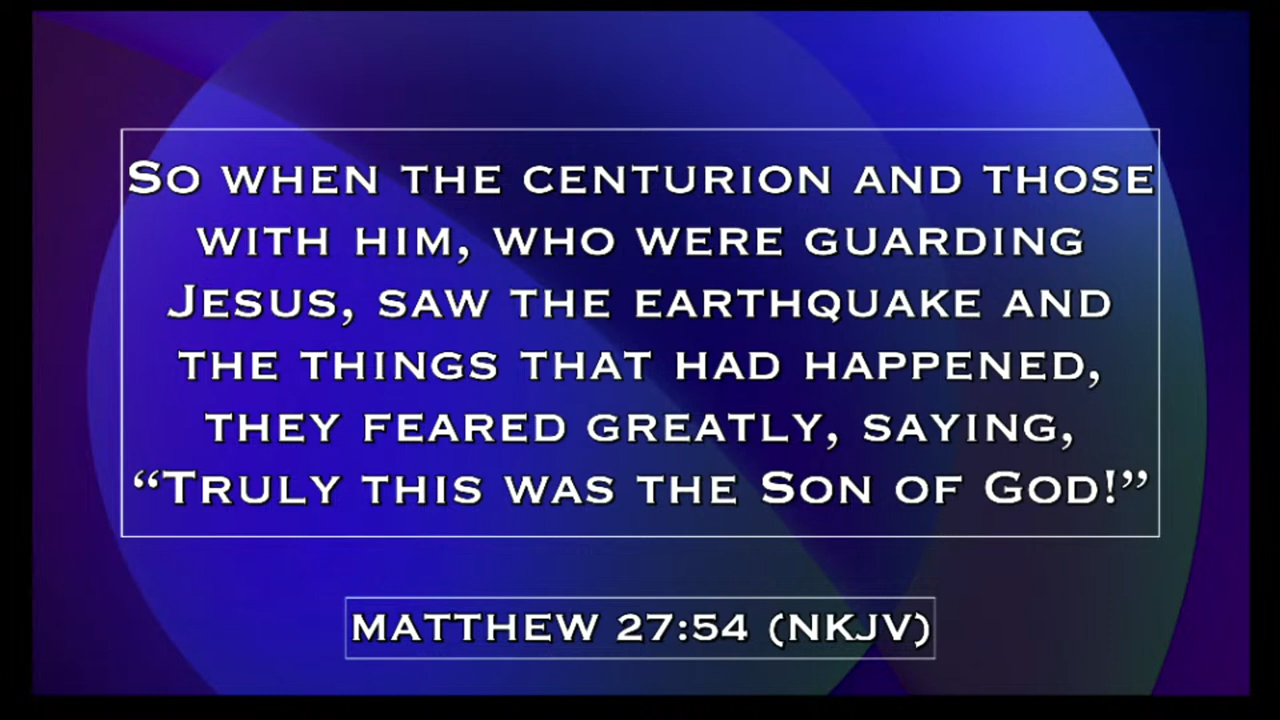 So when the centurion and those
with him, who were guarding
Jesus, saw the earthquake and
the things that had happened,
they feared greatly, saying,
“Truly this was the Son of God!”
MATTHEW 27:54 (NKJV)